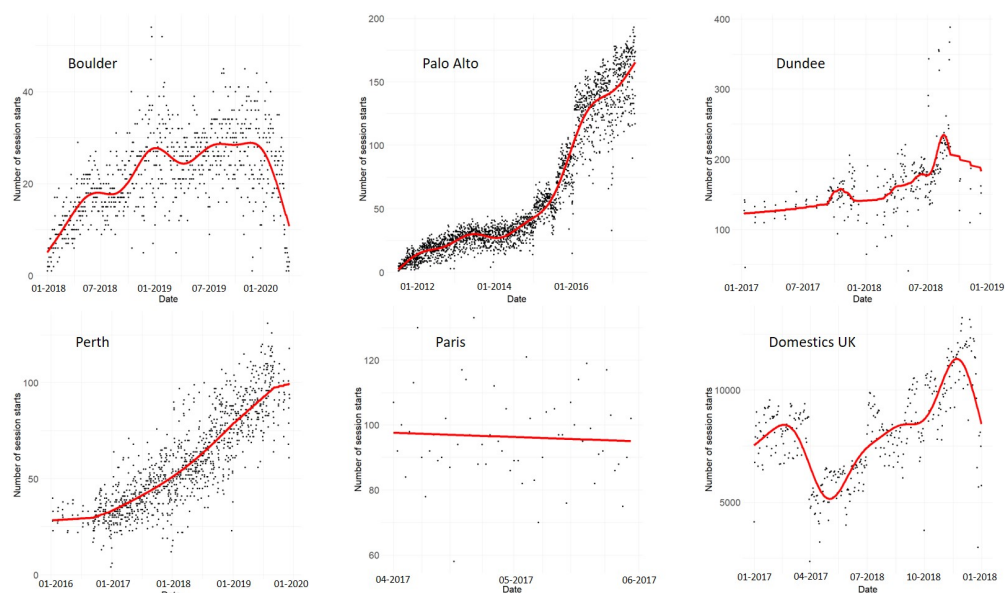 Boulder
Number of session starts
40
20
0
01-2018
07-2018
01-2019
07-2019
01-2020
Date
Palo Alto
Number of session starts
200
150
100
50
0
01-2012
01-2014
01-2016
Date
Dundee
Number of session starts
400
300
200
100
01-2017
07-2017
01-2018
07-2018
01-2019
Date
Perth
Number of session starts
100
50
0
01-2016
01-2017
01-2018
01-2019
01-2020
Date
Paris
Number of session starts
120
100
80
60
04-2017
05-2017
06-2017
Date
Domestics UK
Number of session starts
10000
5000
01-2017
04-2017
07-2018
10-2018
01-2018
Date